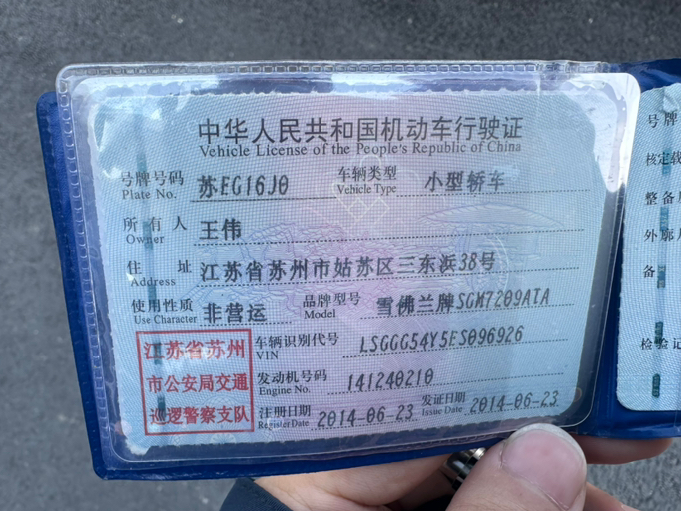 中华人民共和国机动车行驶证
Vehicle License of the People's Republic of China
号牌号码 苏EG16J0 车辆类型 小型轿车
Plate No. Vehicle Type
所有人 王伟
Owner
住址 江苏省苏州市姑苏区三东浜38号
Address
使用性质 非营运 品牌型号 雪佛兰牌SGM7209ATA
Use Character Model
江苏省苏州
市公安局交通
巡逻警察支队
车辆识别代号 LSGGG54Y5ES096926
VIN
发动机号码 141240210
Engine No.
注册日期 2014-06-23 发证日期 2014-06-23
Register Date Issue Date
号牌
核定载
整备
外廓
备
检验记